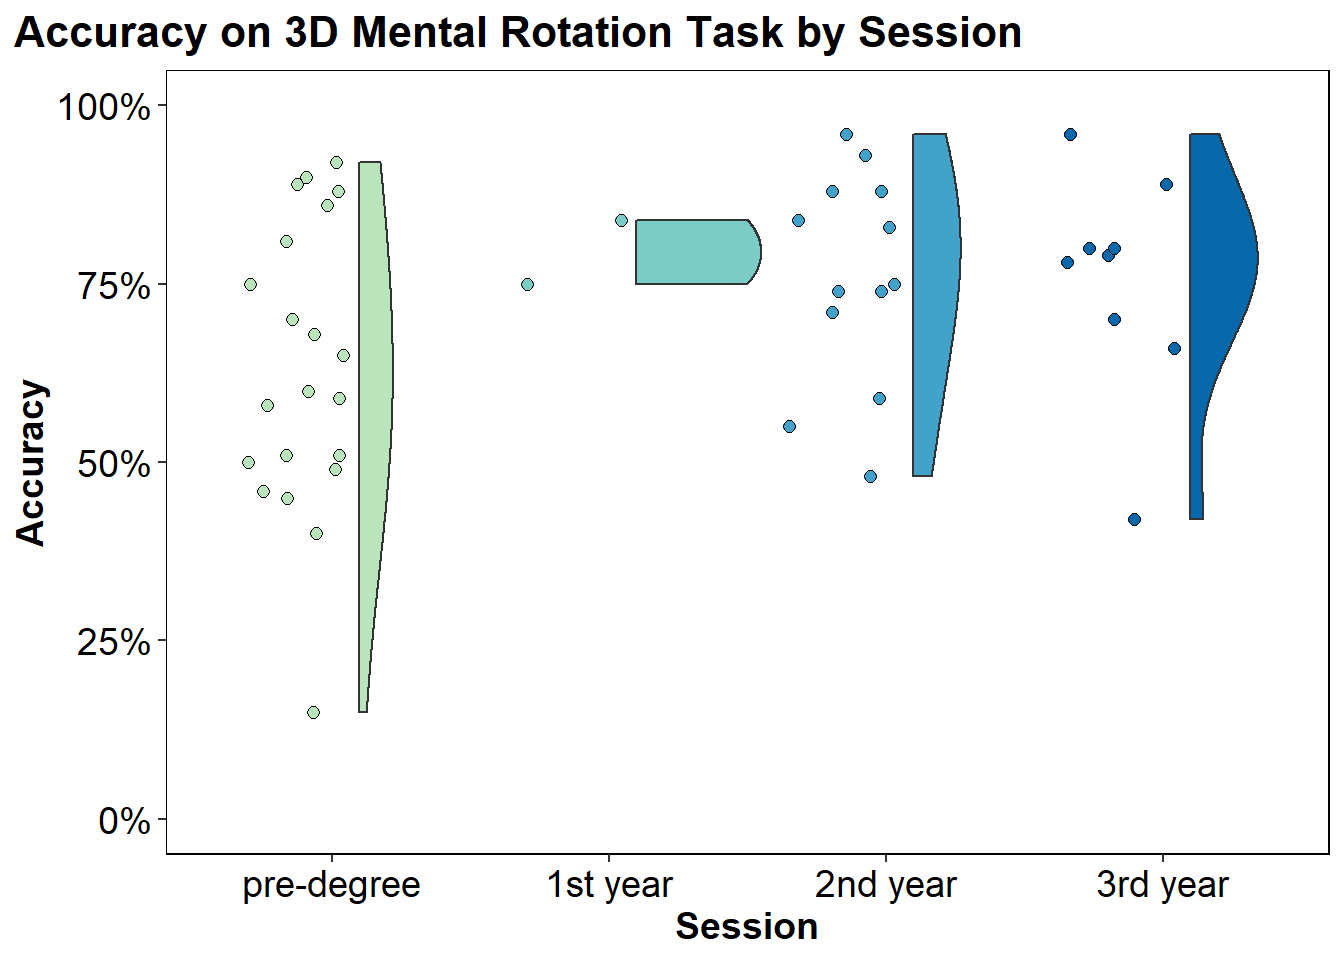 Accuracy on 3D Mental Rotation Task by Session
100%
75%
50%
25%
0%
Accuracy
pre-degree 1st year 2nd year 3rd year
Session